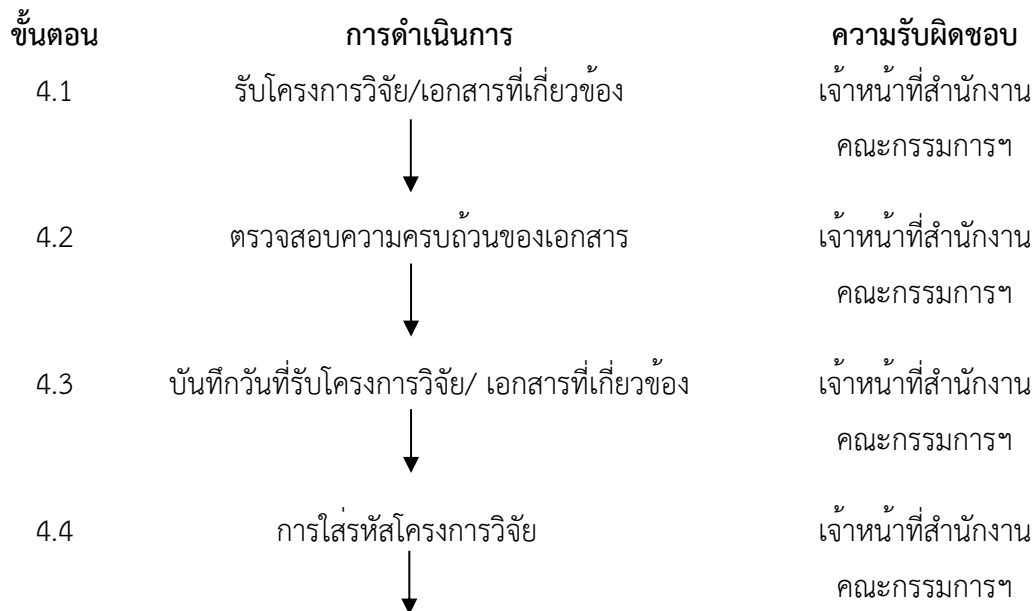 ขั้นตอน การดำเนินการ ความรับผิดชอบ
4.1 รับโครงการวิจัย/เอกสารที่เกี่ยวข้อง เจ้าหน้าที่สำนักงาน
คณะกรรมการฯ
4.2 ตรวจสอบความครบถ้วนของเอกสาร เจ้าหน้าที่สำนักงาน
คณะกรรมการฯ
4.3 บันทึกวันที่รับโครงการวิจัย/ เอกสารที่เกี่ยวข้อง เจ้าหน้าที่สำนักงาน
คณะกรรมการฯ
4.4 การใส่รหัสโครงการวิจัย เจ้าหน้าที่สำนักงาน
คณะกรรมการฯ